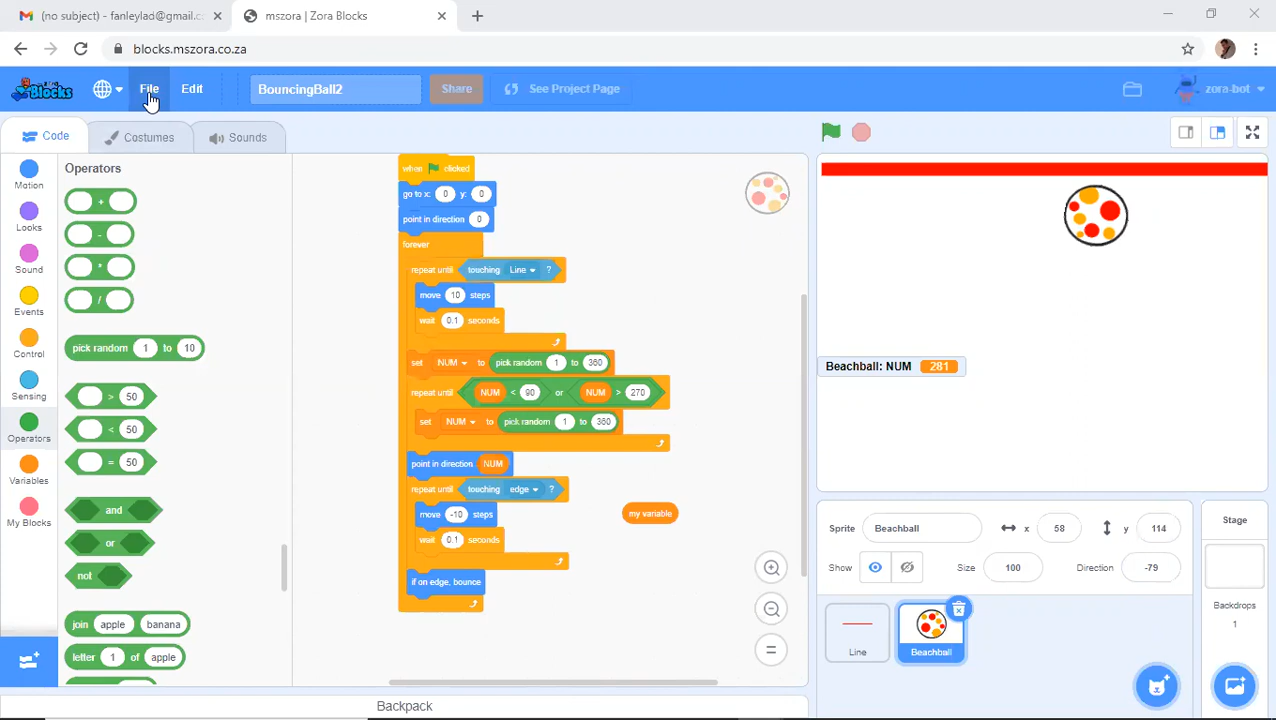 (no subject) - fanleylad@gmail.c
mszora | Zora Blocks
blocks.mszora.co.za
Blocks
File
Edit
BouncingBall2
Share
See Project Page
zora-bot
Code
Costumes
Sounds
Motion
Looks
Sound
Events
Control
Sensing
Operators
Variables
My Blocks
Operators
+
-
*
/
pick random 1 to 10
> 50
< 50
= 50
and
or
not
join apple banana
letter 1 of apple
when clicked
go to x: 0 y: 0
point in direction 0
forever
repeat until touching Line ?
move 10 steps
wait 0.1 seconds
set NUM to pick random 1 to 360
repeat until NUM < 90 or NUM > 270
set NUM to pick random 1 to 360
point in direction NUM
repeat until touching edge ?
move -10 steps
wait 0.1 seconds
if on edge, bounce
my variable
Beachball: NUM 281
Sprite Beachball x 58 y 114
Show Size 100 Direction -79
Line
Beachball
Stage
Backdrops
1
Backpack